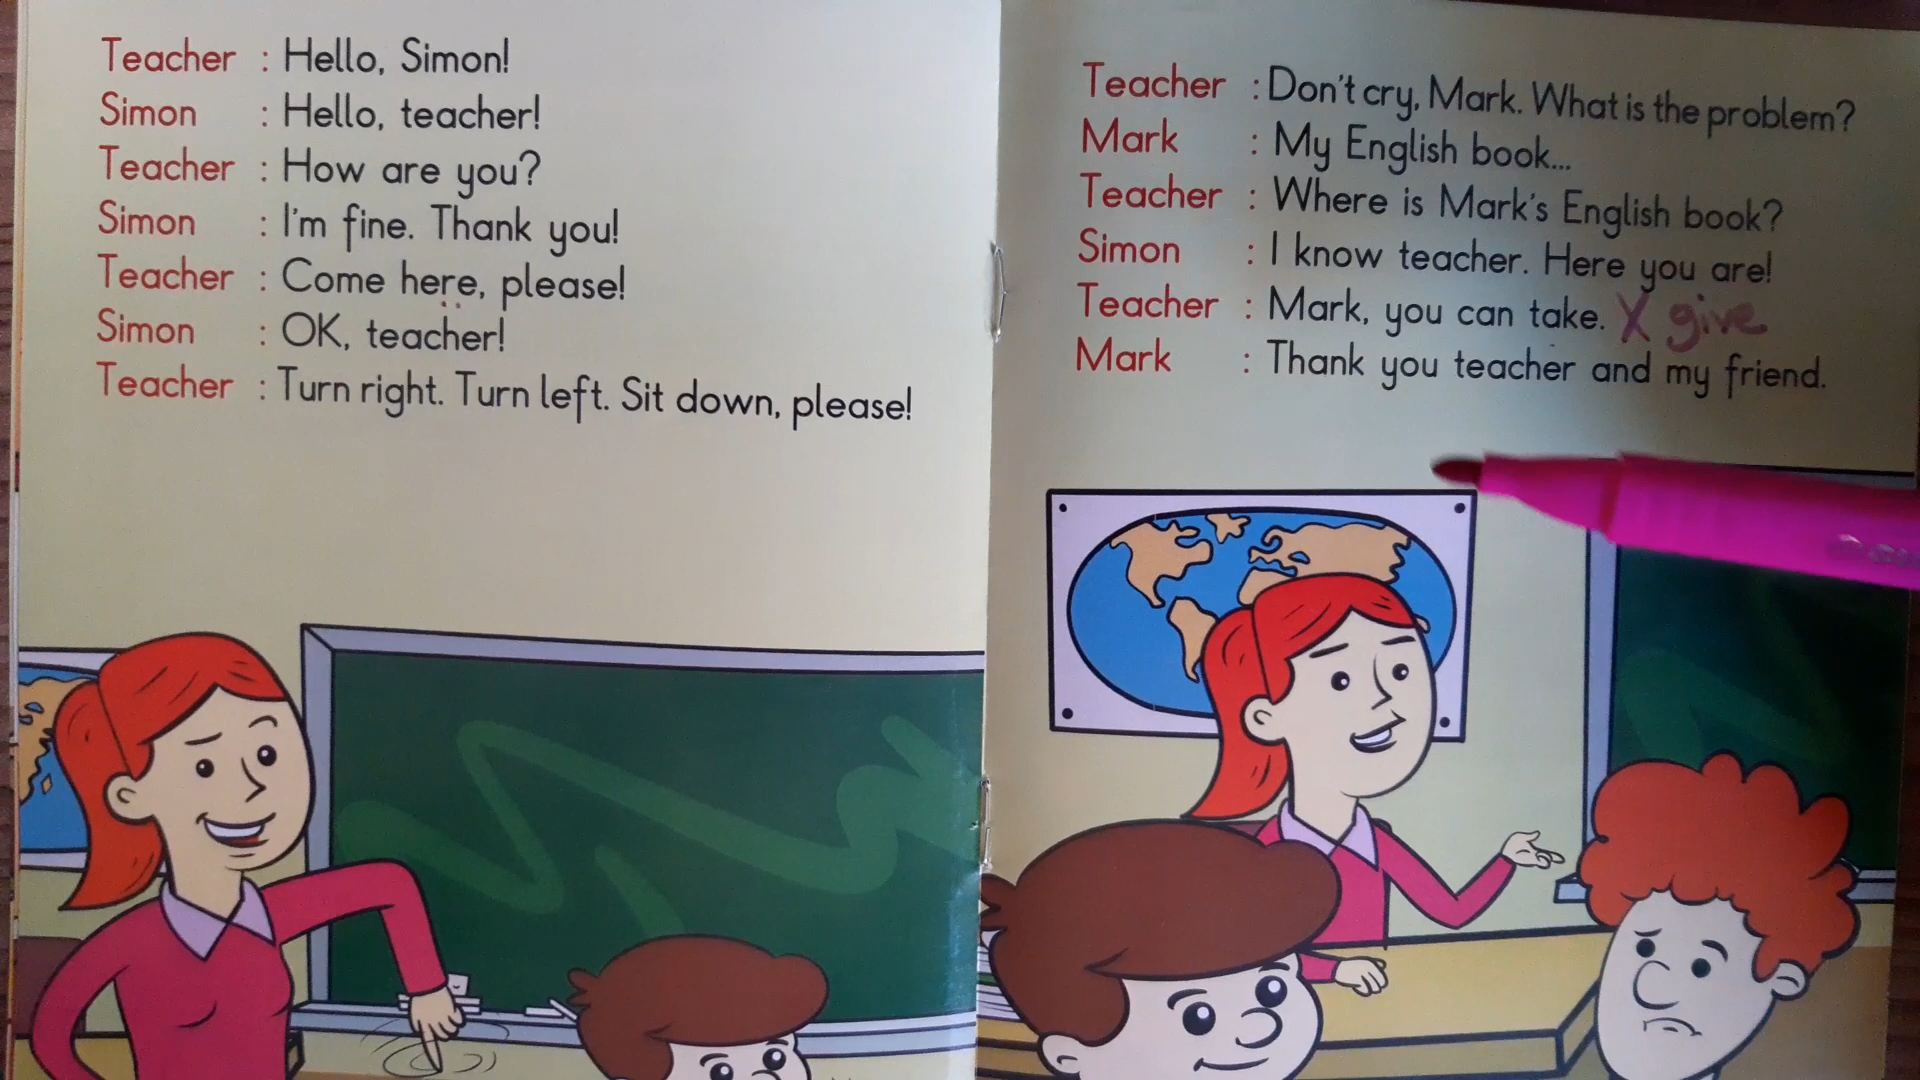 Teacher : Hello, Simon!
Simon : Hello, teacher!
Teacher : How are you?
Simon : I'm fine. Thank you!
Teacher : Come here, please!
Simon : OK, teacher!
Teacher : Turn right. Turn left. Sit down, please!
Teacher : Don't cry, Mark. What is the problem?
Mark : My English book...
Teacher : Where is Mark's English book?
Simon : I know teacher. Here you are!
Teacher : Mark, you can take. X give
Mark : Thank you teacher and my friend.